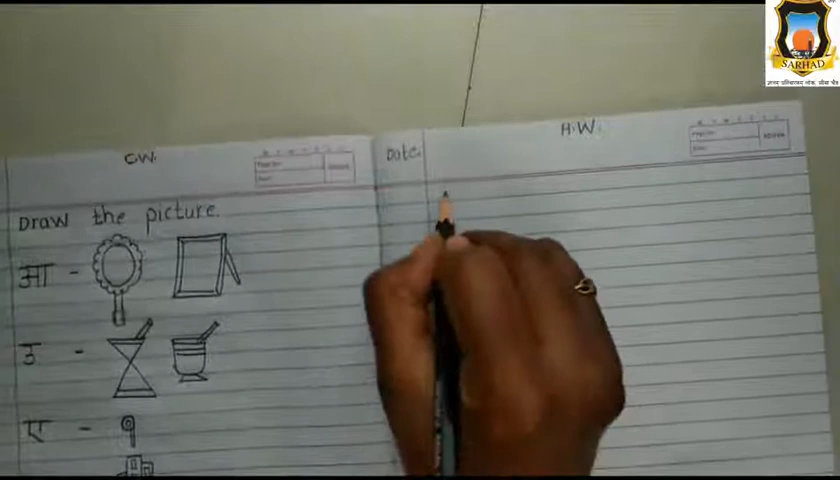 SARHAD
C.W.
Draw the picture.
आ -
उ -
ए - १
H.W.
Date.